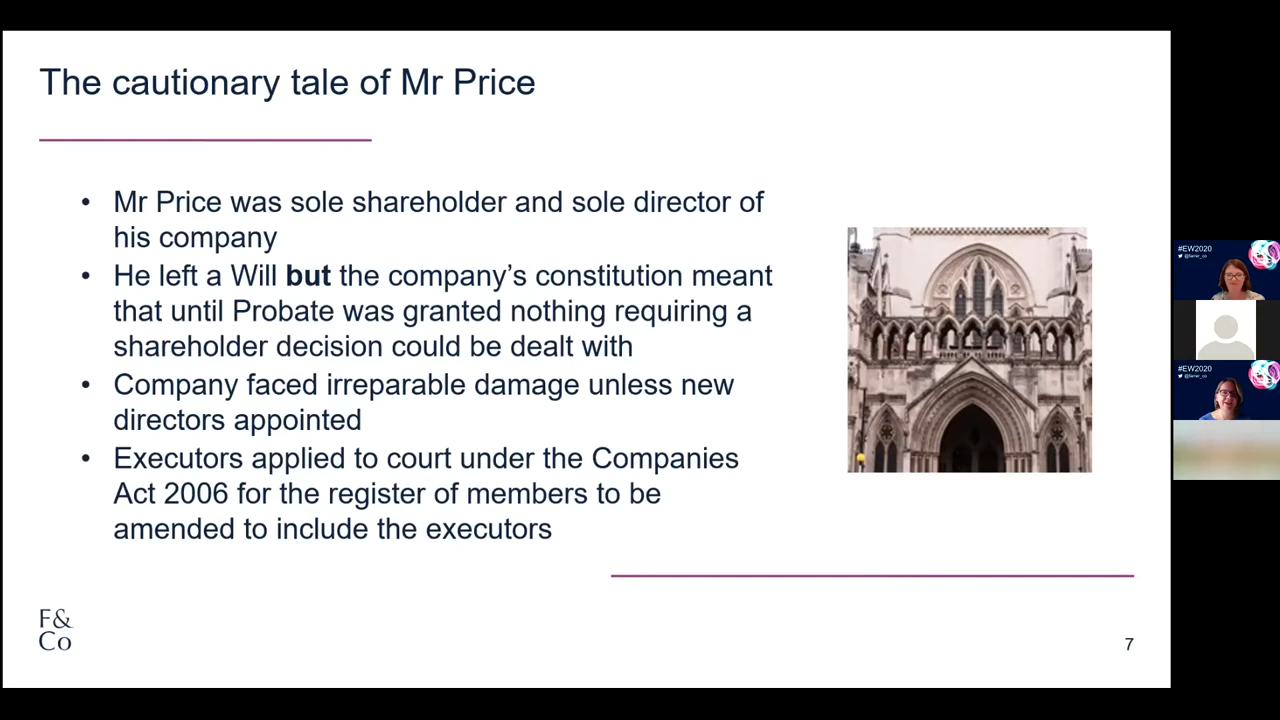 The cautionary tale of Mr Price
• Mr Price was sole shareholder and sole director of
his company
• He left a Will but the company’s constitution meant
that until Probate was granted nothing requiring a
shareholder decision could be dealt with
• Company faced irreparable damage unless new
directors appointed
• Executors applied to court under the Companies
Act 2006 for the register of members to be
amended to include the executors
F&
Co
7
#EW2020
@farrer_co
#EW2020
@farrer_co